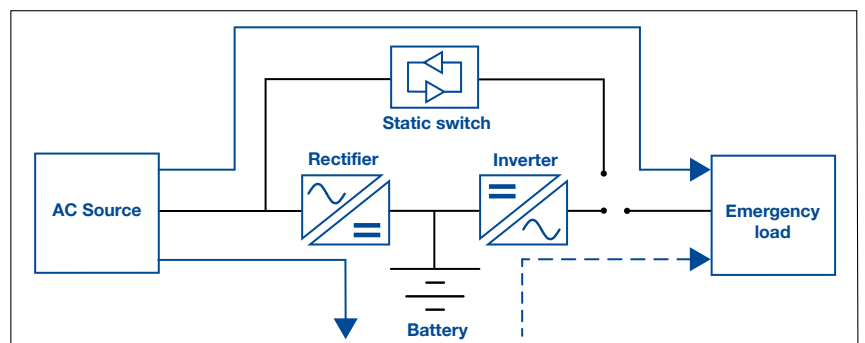 Static switch
Rectifier
Inverter
AC Source
Emergency
load
Battery